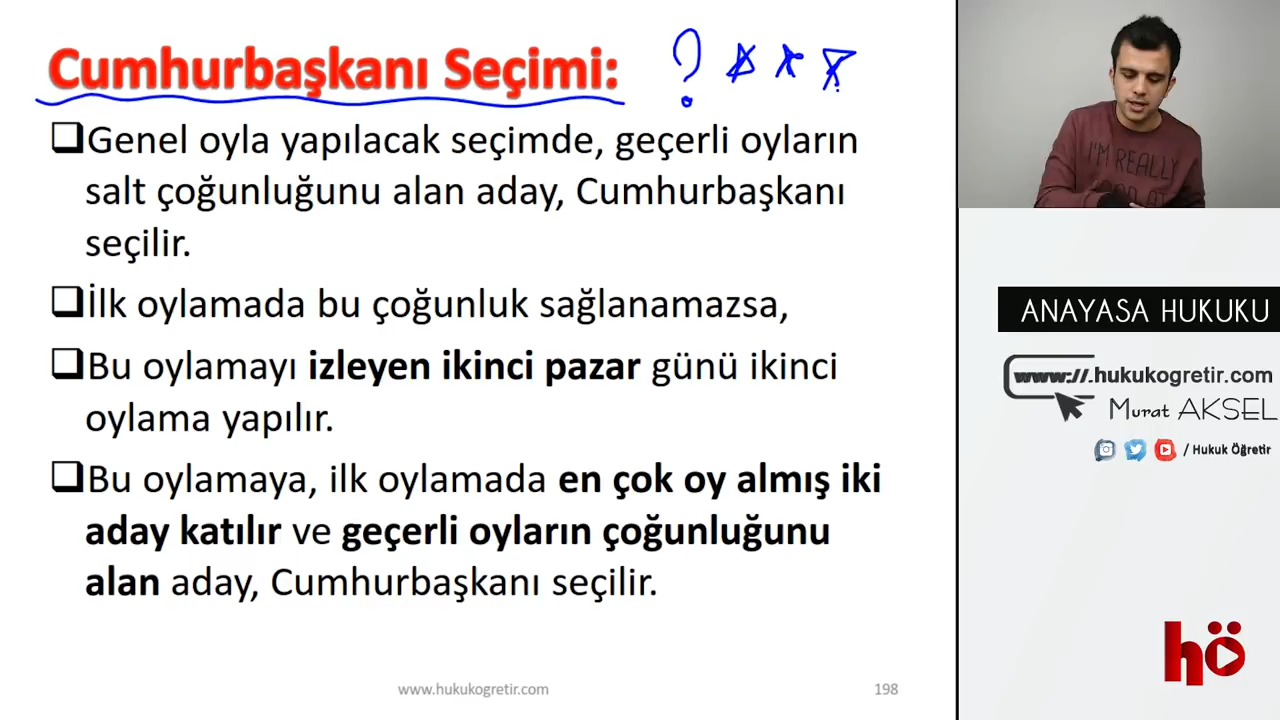 Cumhurbaşkanı Seçimi: ? * * *
❑Genel oyla yapılacak seçimde, geçerli oyların
salt çoğunluğunu alan aday, Cumhurbaşkanı
seçilir.
❑İlk oylamada bu çoğunluk sağlanamazsa,
❑Bu oylamayı izleyen ikinci pazar günü ikinci
oylama yapılır.
❑Bu oylamaya, ilk oylamada en çok oy almış iki
aday katılır ve geçerli oyların çoğunluğunu
alan aday, Cumhurbaşkanı seçilir.
www.hukukogretir.com
198
I'M REALLY
ANAYASA HUKUKU
www//.hukukogretir.com
Murat AKSEL
/ Hukuk Öğretir
hö